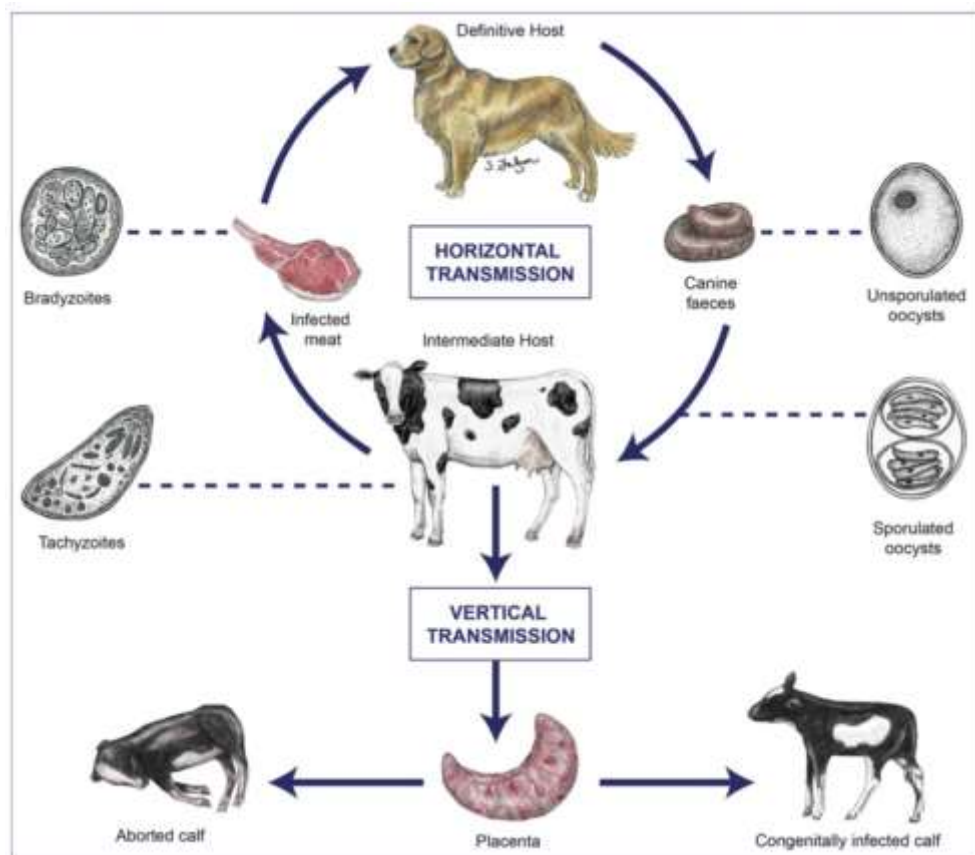 Definitive Host
HORIZONTAL
TRANSMISSION
Bradyzoites
Infected
meat
Canine
faeces
Unsporulated
oocysts
Intermediate Host
Tachyzoites
Sporulated
oocysts
VERTICAL
TRANSMISSION
Aborted calf
Placenta
Congenitally infected calf